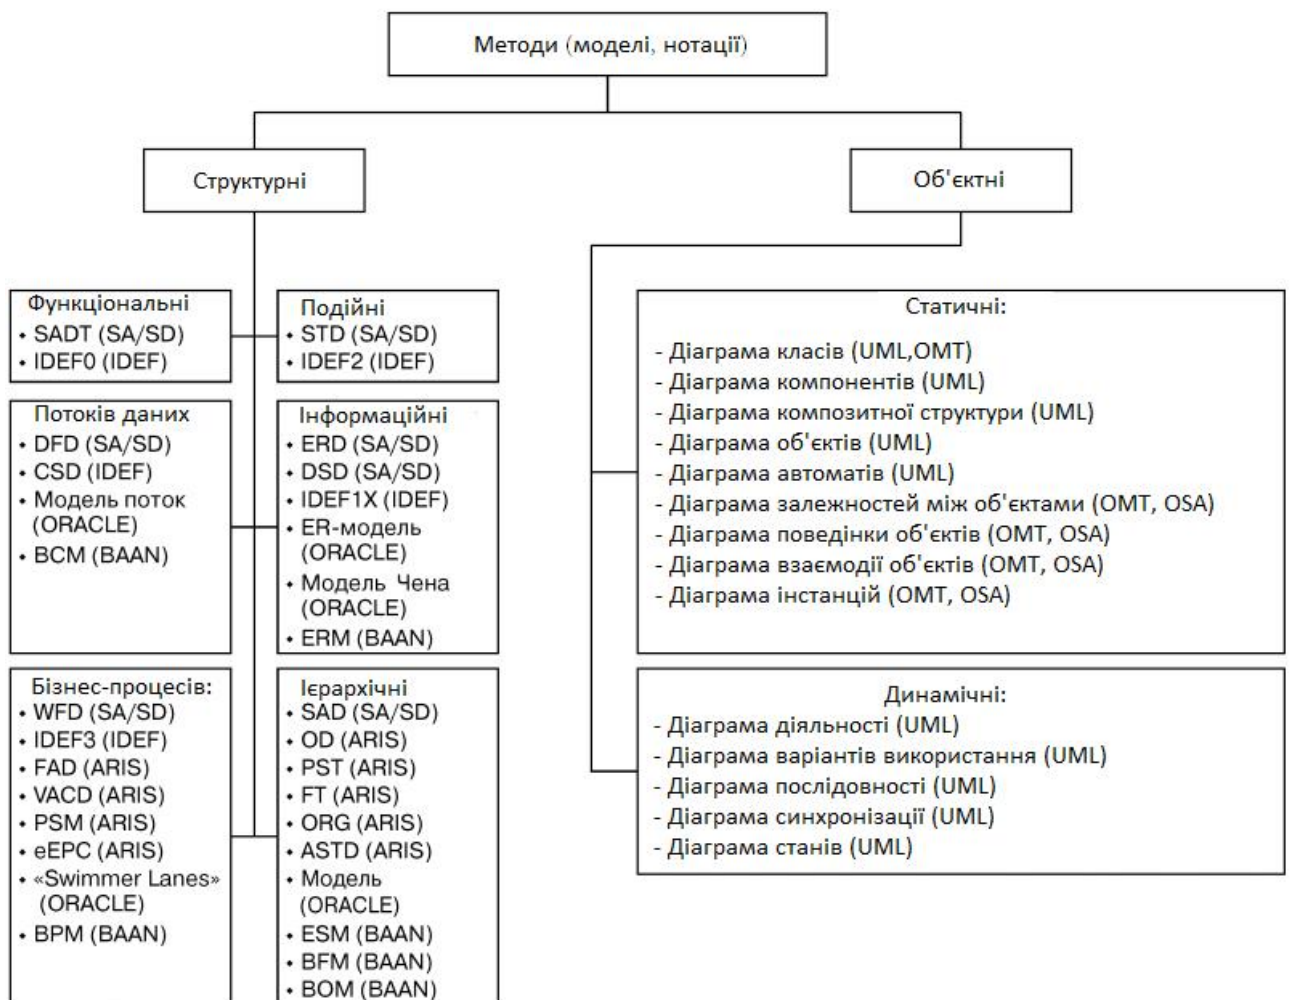 Методи (моделі, нотації)
Структурні
Об'єктні
Функціональні
• SADT (SA/SD)
• IDEF0 (IDEF)
Подійні
• STD (SA/SD)
• IDEF2 (IDEF)
Потоків даних
• DFD (SA/SD)
• CSD (IDEF)
• Модель поток
(ORACLE)
• BCM (BAAN)
Інформаційні
• ERD (SA/SD)
• DSD (SA/SD)
• IDEF1X (IDEF)
• ER-модель
(ORACLE)
• Модель Чена
(ORACLE)
• ERM (BAAN)
Бізнес-процесів:
• WFD (SA/SD)
• IDEF3 (IDEF)
• FAD (ARIS)
• VACD (ARIS)
• PSM (ARIS)
• eEPC (ARIS)
• «Swimmer Lanes»
(ORACLE)
• BPM (BAAN)
Ієрархічні
• SAD (SA/SD)
• OD (ARIS)
• PST (ARIS)
• FT (ARIS)
• ORG (ARIS)
• ASTD (ARIS)
• Модель
(ORACLE)
• ESM (BAAN)
• BFM (BAAN)
• BOM (BAAN)
Статичні:
- Діаграма класів (UML,OMT)
- Діаграма компонентів (UML)
- Діаграма композитної структури (UML)
- Діаграма об'єктів (UML)
- Діаграма автоматів (UML)
- Діаграма залежностей між об'єктами (OMT, OSA)
- Діаграма поведінки об'єктів (OMT, OSA)
- Діаграма взаємодії об'єктів (OMT, OSA)
- Діаграма інстанцій (OMT, OSA)
Динамічні:
- Діаграма діяльності (UML)
- Діаграма варіантів використання (UML)
- Діаграма послідовності (UML)
- Діаграма синхронізації (UML)
- Діаграма станів (UML)